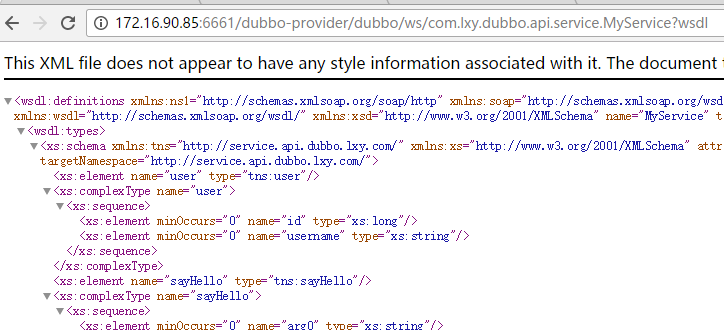 172.16.90.85:6661/dubbo-provider/dubbo/ws/com.lxy.dubbo.api.service.MyService?wsdl
This XML file does not appear to have any style information associated with it. The document
<wsdl:definitions xmlns:ns1="http://schemas.xmlsoap.org/soap/http" xmlns:soap="http://schemas.xmlsoap.org/wsd
xmlns:wsdl="http://schemas.xmlsoap.org/wsdl/" xmlns:xsd="http://www.w3.org/2001/XMLSchema" name="MyService" t
<wsdl:types>
<xs:schema xmlns:tns="http://service.api.dubbo.lxy.com/" xmlns:xs="http://www.w3.org/2001/XMLSchema" attr
targetNamespace="http://service.api.dubbo.lxy.com/">
<xs:element name="user" type="tns:user"/>
<xs:complexType name="user">
<xs:sequence>
<xs:element minOccurs="0" name="id" type="xs:long"/>
<xs:element minOccurs="0" name="username" type="xs:string"/>
</xs:sequence>
</xs:complexType>
<xs:element name="sayHello" type="tns:sayHello"/>
<xs:complexType name="sayHello">
<xs:sequence>
<xs:element minOccurs="0" name="arg0" type="xs:string"/>